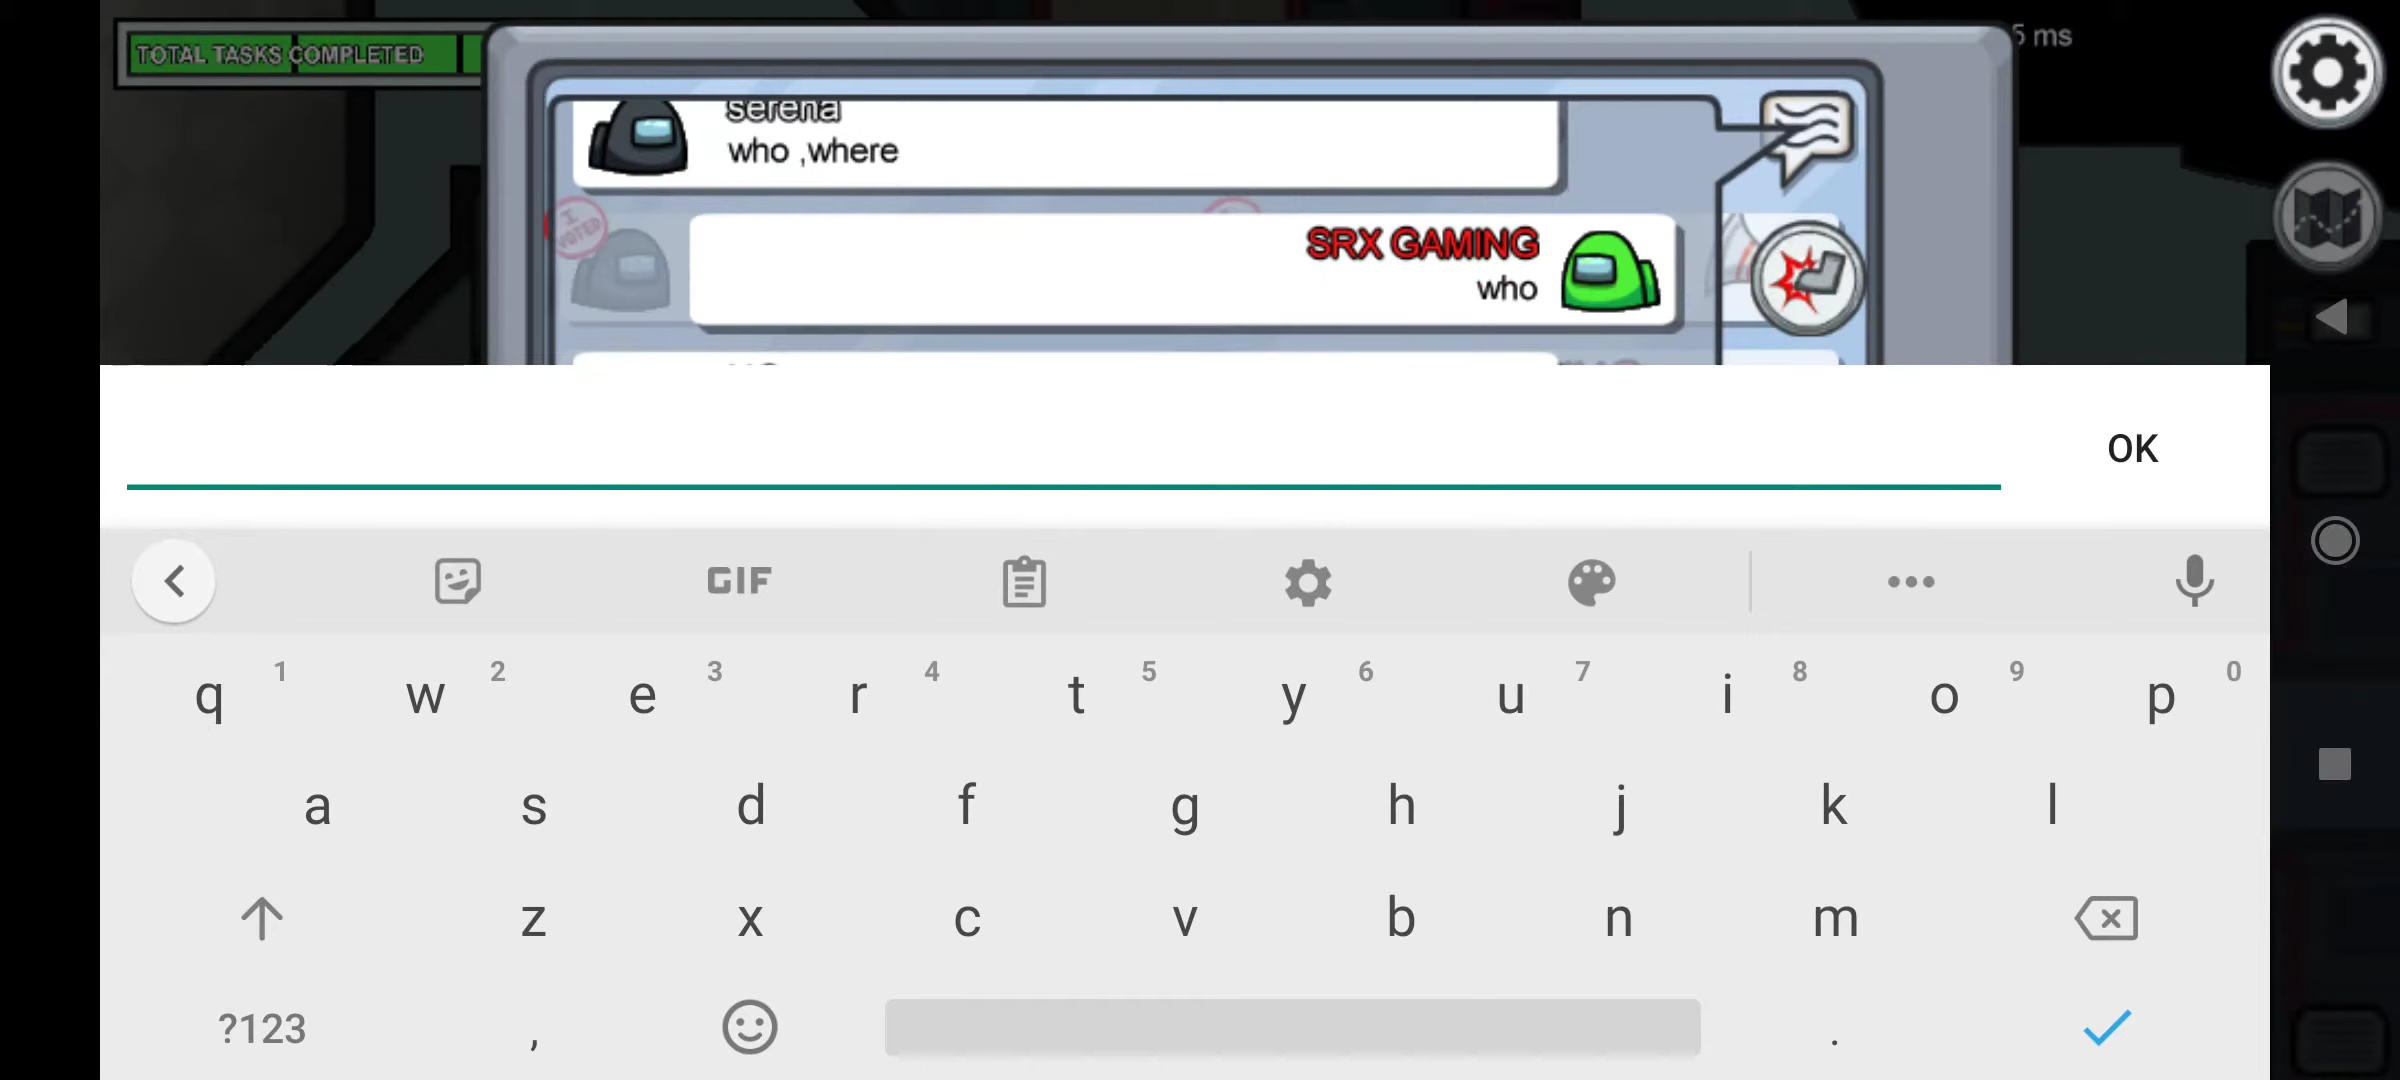 TOTAL TASKS COMPLETED
5 ms
serena
who ,where
I VOTED
SRX GAMING
who
OK
GIF
q 1 w 2 e 3 r 4 t 5 y 6 u 7 i 8 o 9 p 0
a s d f g h j k l
z x c v b n m
?123 , .